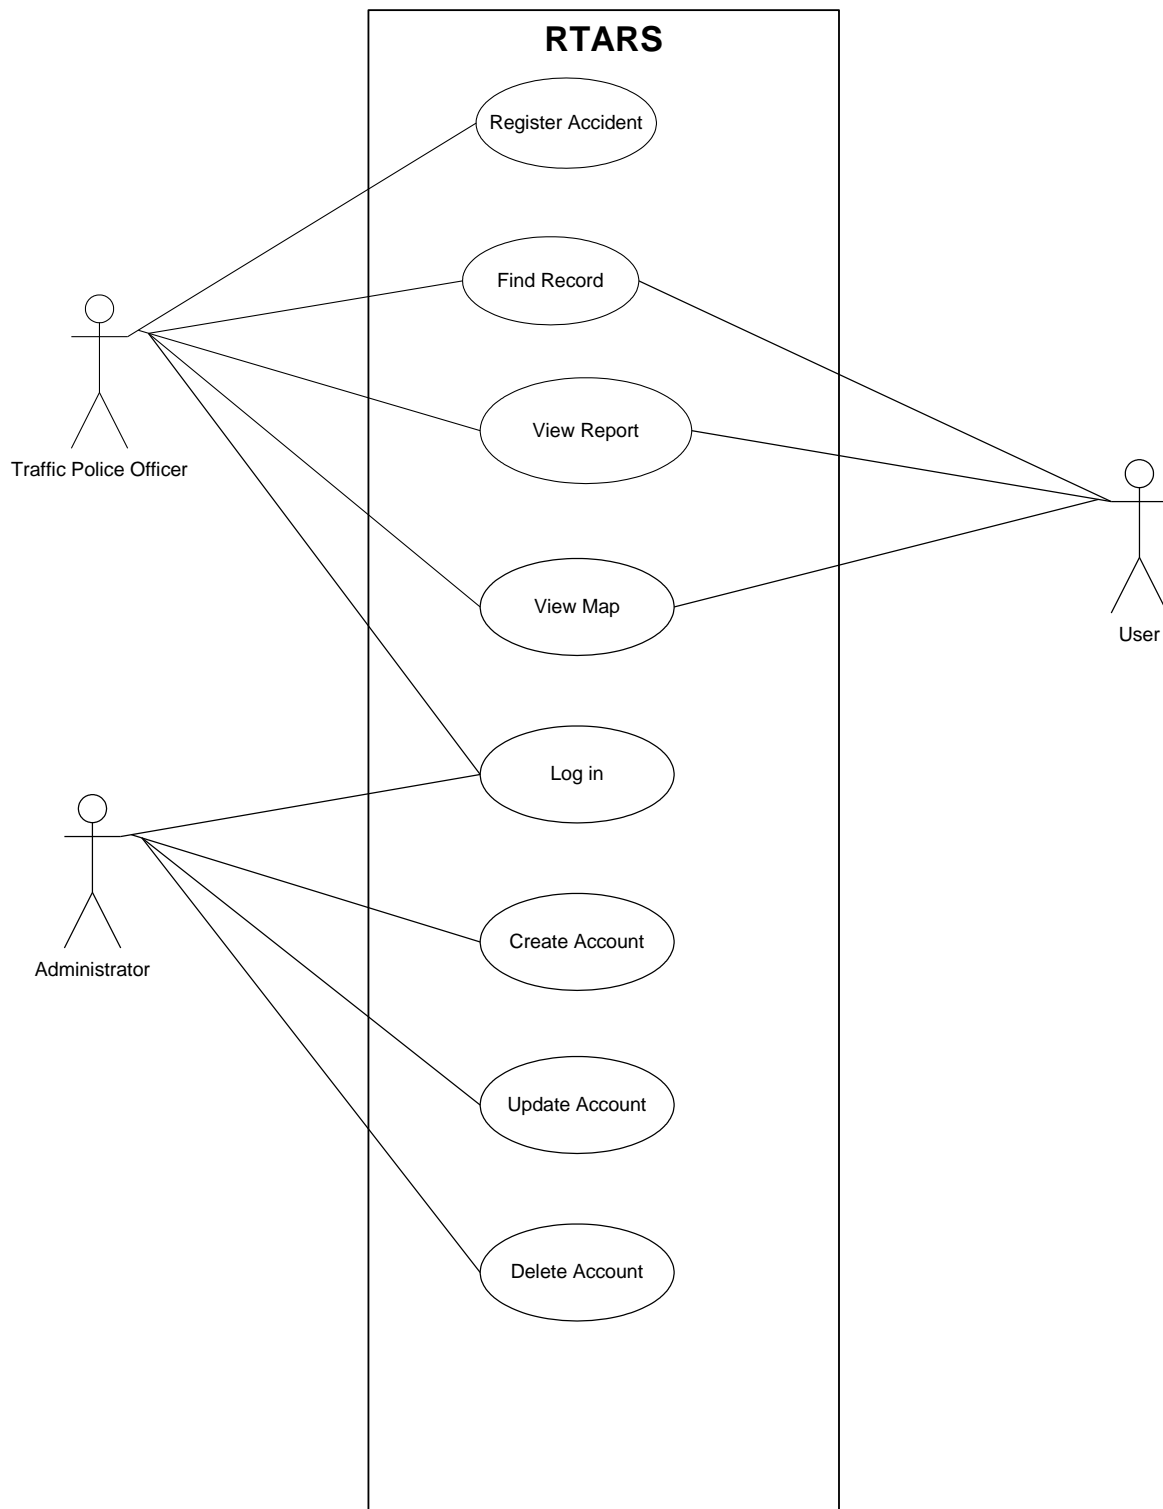 RTARS
Register Accident
Find Record
View Report
Traffic Police Officer
View Map
User
Log in
Create Account
Administrator
Update Account
Delete Account